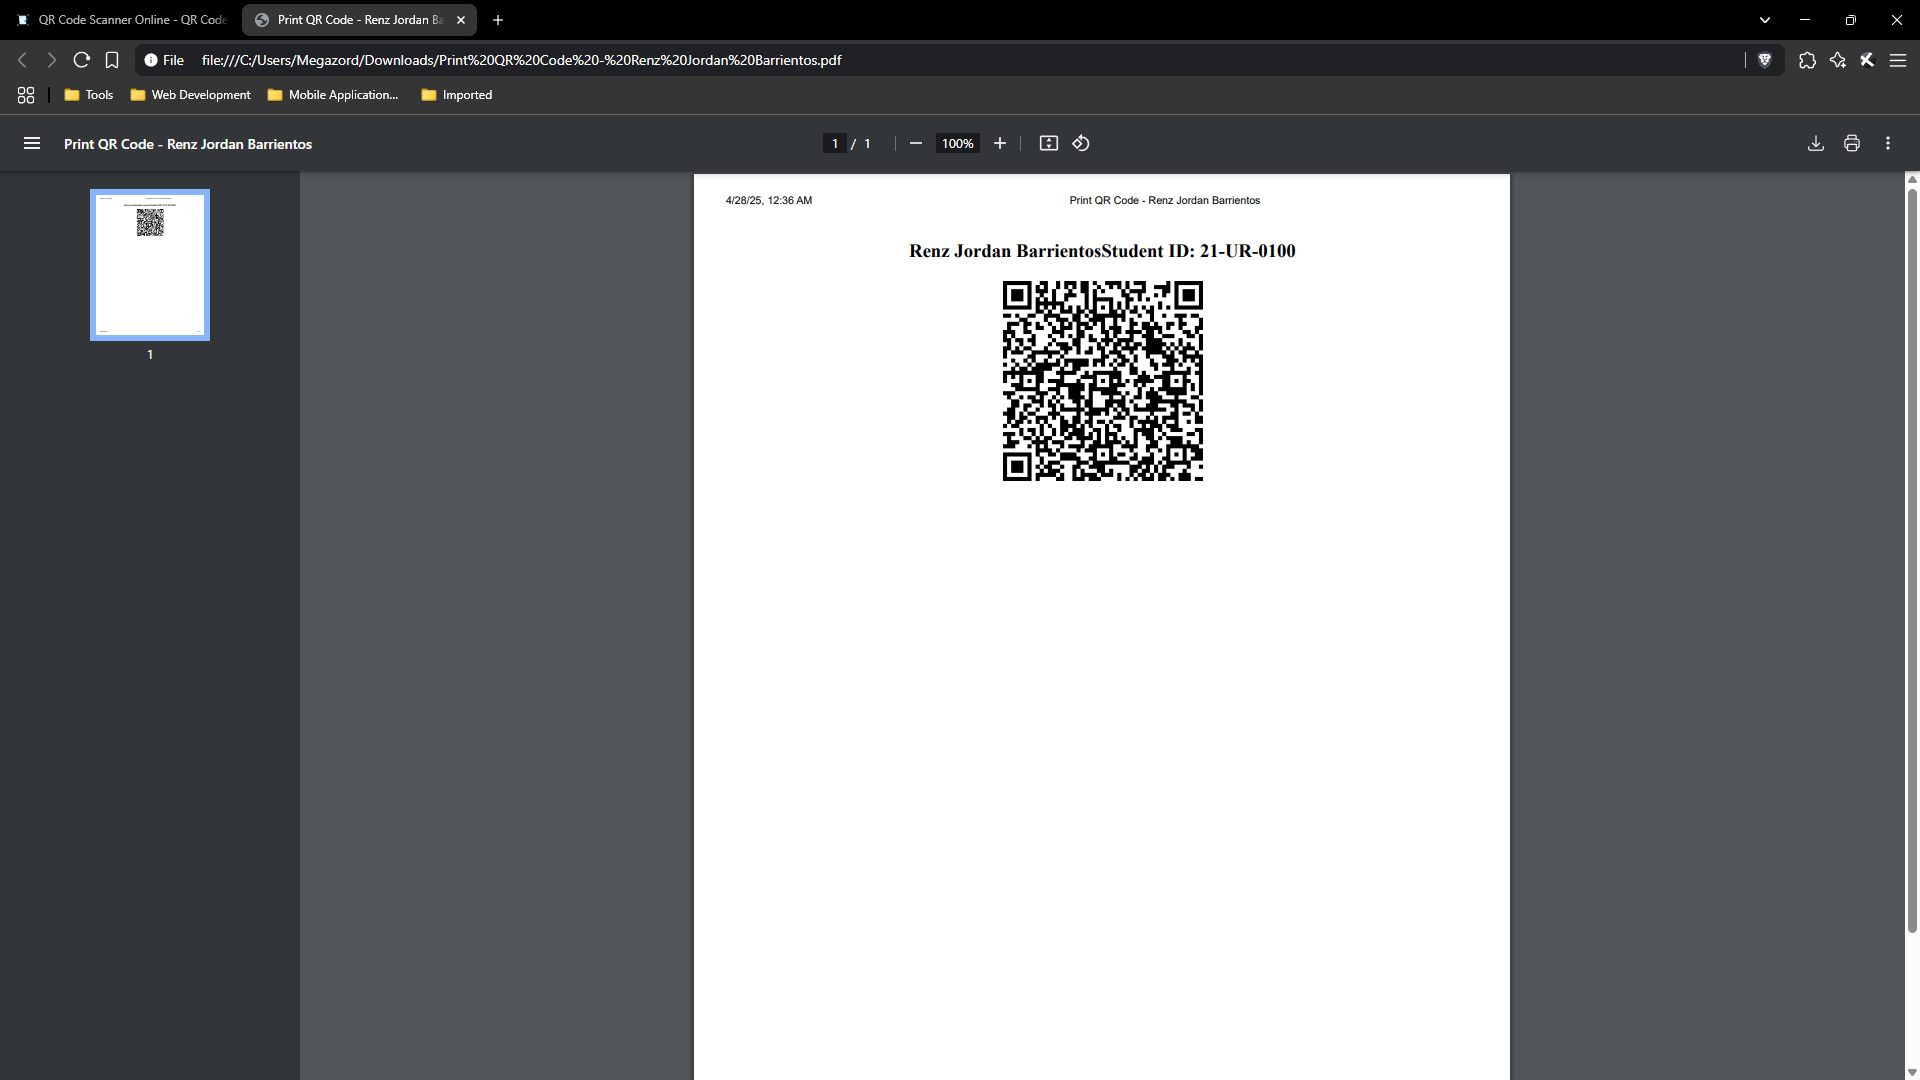 QR Code Scanner Online - QR Code
Print QR Code - Renz Jordan Ba
File
file:///C:/Users/Megazord/Downloads/Print%20QR%20Code%20-%20Renz%20Jordan%20Barrientos.pdf
Tools
Web Development
Mobile Application...
Imported
Print QR Code - Renz Jordan Barrientos
1 / 1
100%
1
4/28/25, 12:36 AM
Print QR Code - Renz Jordan Barrientos
Renz Jordan BarrientosStudent ID: 21-UR-0100